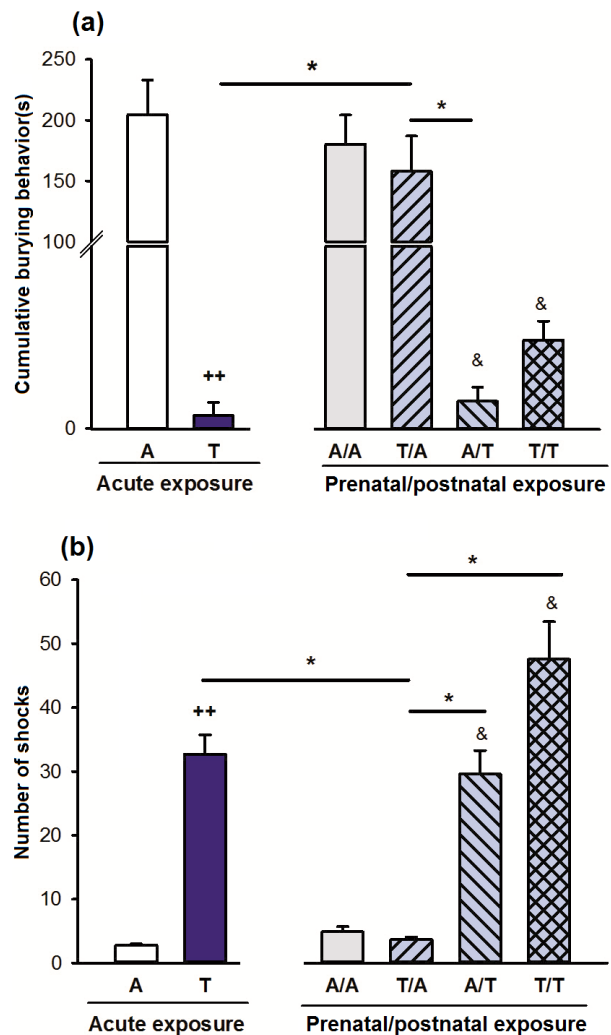 (a)
Cumulative burying behavior(s)
250
200
150
100
0
*
*
++
&
&
A T A/A T/A A/T T/T
Acute exposure Prenatal/postnatal exposure
(b)
Number of shocks
60
50
40
30
20
10
0
*
*
*
++
&
&
A T A/A T/A A/T T/T
Acute exposure Prenatal/postnatal exposure